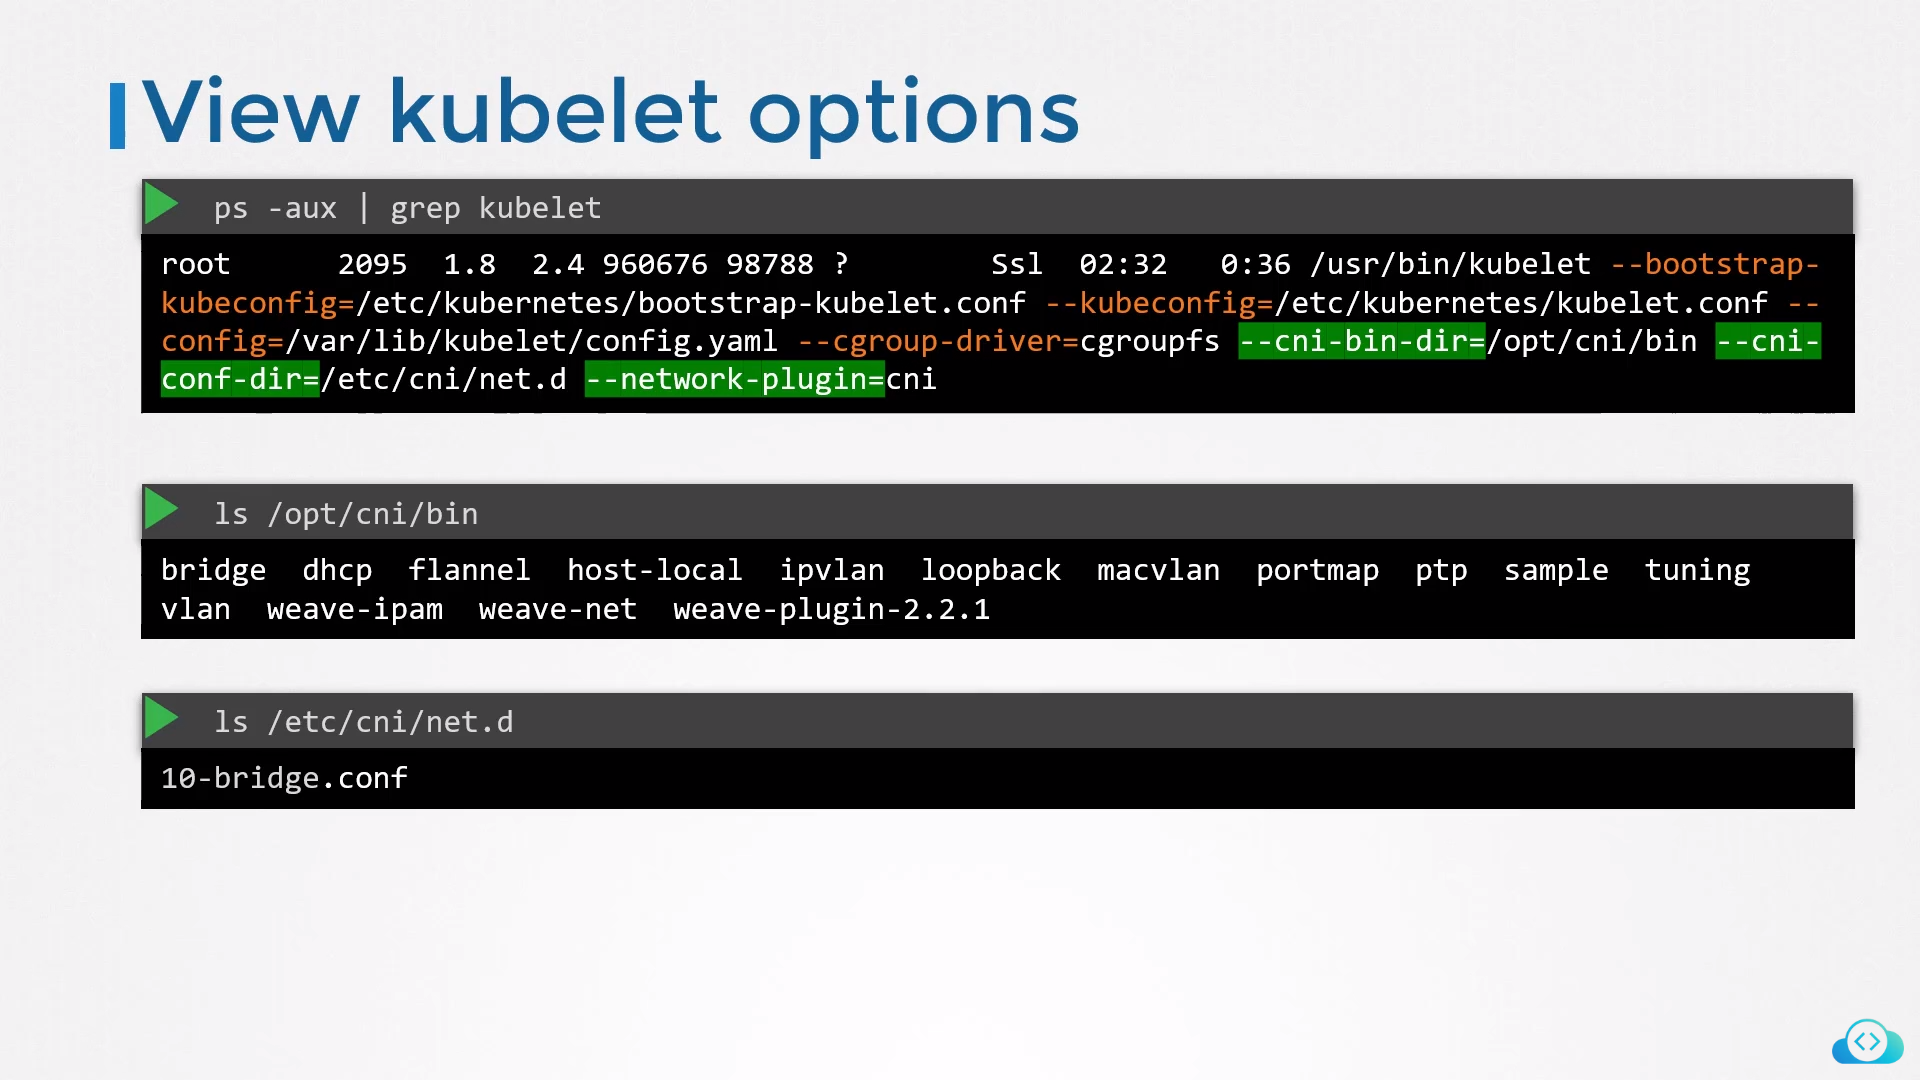 View kubelet options
ps -aux | grep kubelet
root      2095  1.8  2.4 960676 98788 ?        Ssl  02:32   0:36 /usr/bin/kubelet --bootstrap-
kubeconfig=/etc/kubernetes/bootstrap-kubelet.conf --kubeconfig=/etc/kubernetes/kubelet.conf --
config=/var/lib/kubelet/config.yaml --cgroup-driver=cgroupfs --cni-bin-dir=/opt/cni/bin --cni-
conf-dir=/etc/cni/net.d --network-plugin=cni
ls /opt/cni/bin
bridge  dhcp  flannel  host-local  ipvlan  loopback  macvlan  portmap  ptp  sample  tuning
vlan  weave-ipam  weave-net  weave-plugin-2.2.1
ls /etc/cni/net.d
10-bridge.conf